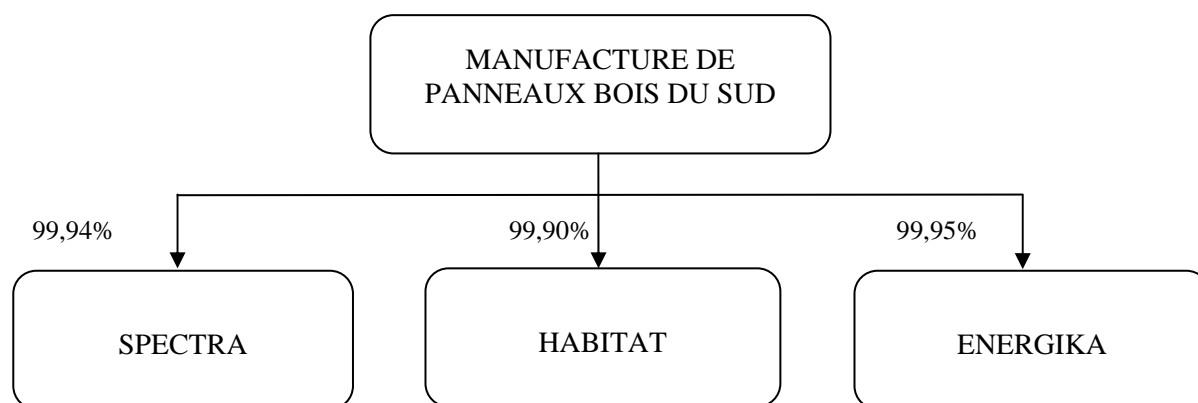 MANUFACTURE DE
PANNEAUX BOIS DU SUD
99,94%
99,90%
99,95%
SPECTRA
HABITAT
ENERGIKA